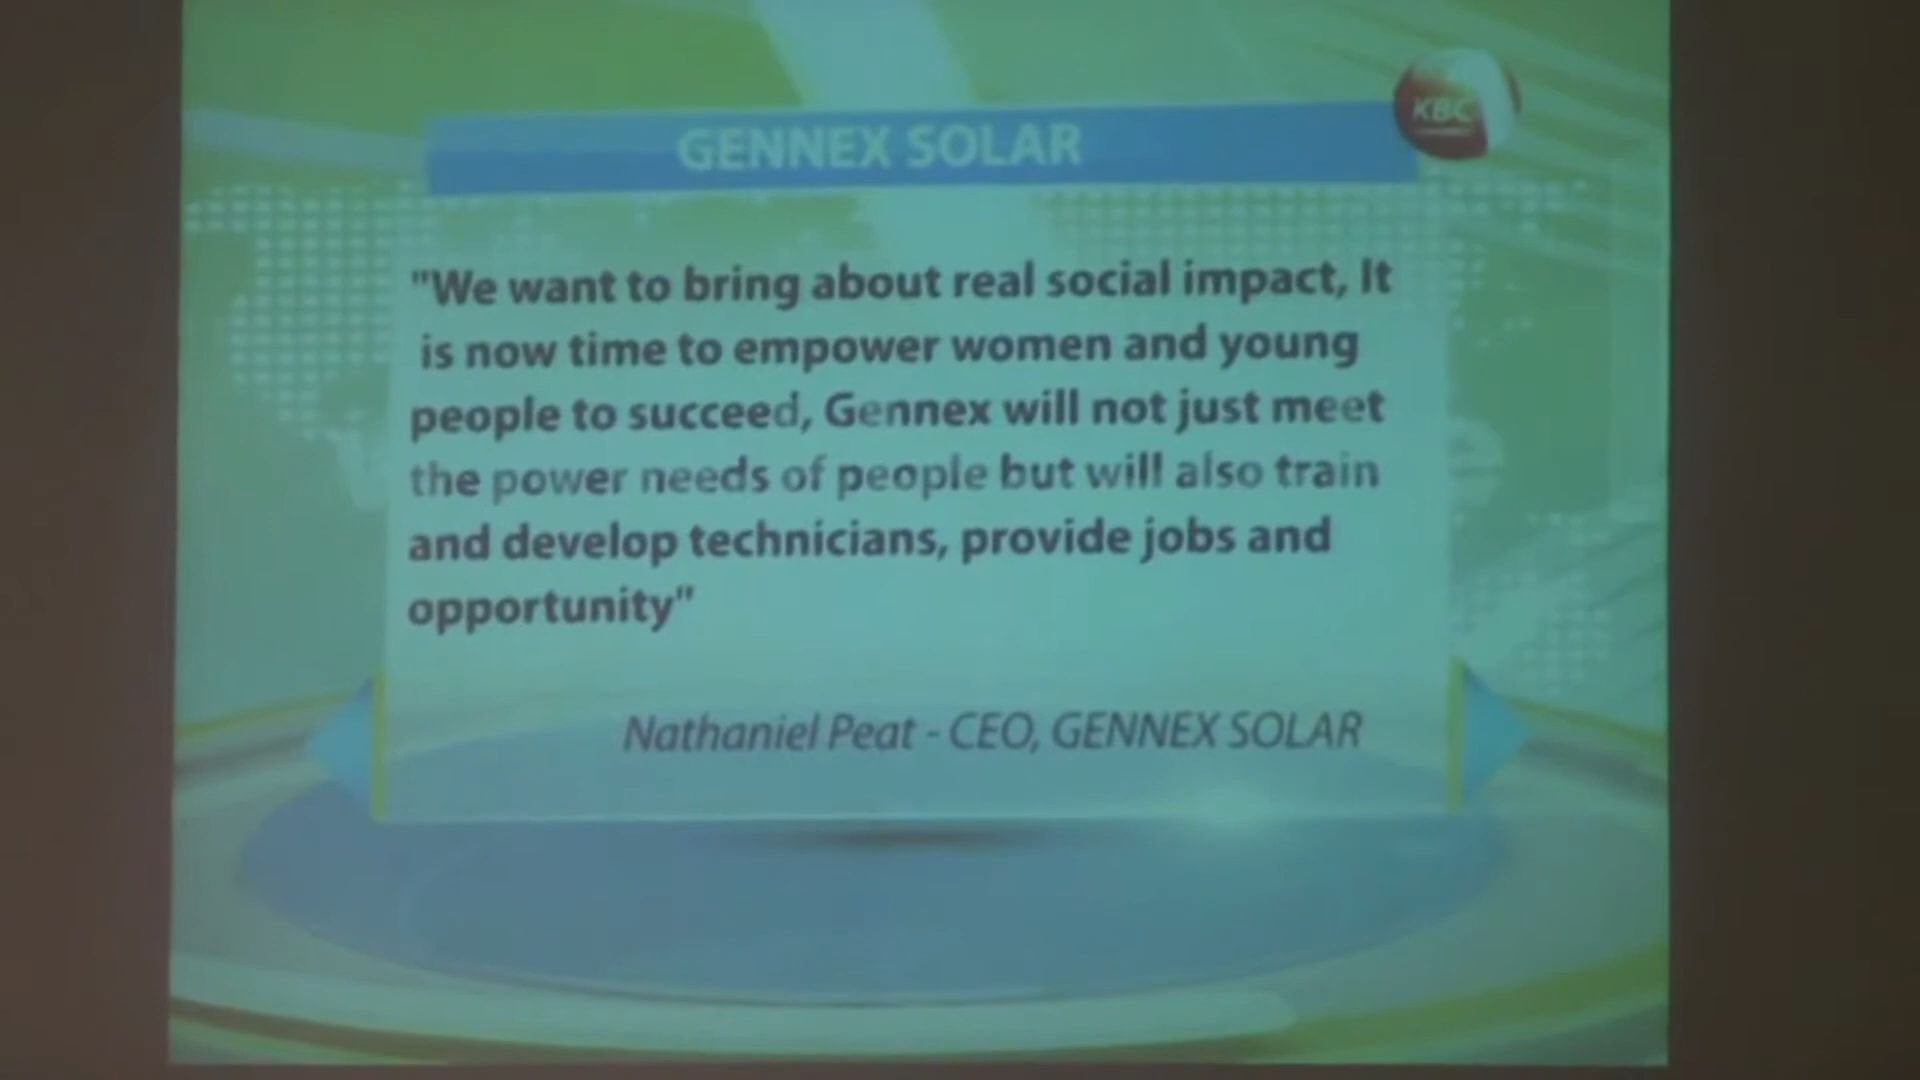 GENNEX SOLAR
KBC
"We want to bring about real social impact, It
is now time to empower women and young
people to succeed, Gennex will not just meet
the power needs of people but will also train
and develop technicians, provide jobs and
opportunity"
Nathaniel Peat - CEO, GENNEX SOLAR